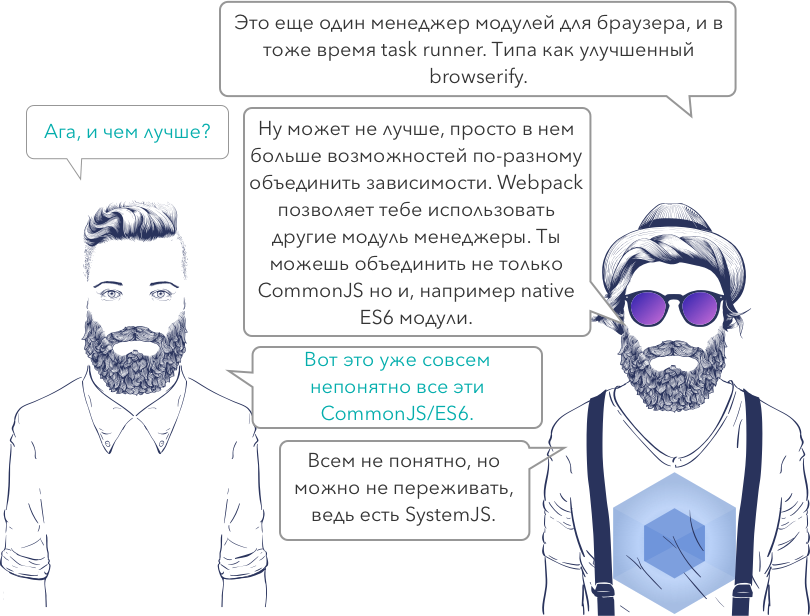 Это еще один менеджер модулей для браузера, и в
тоже время task runner. Типа как улучшенный
browserify.
Ага, и чем лучше?
Ну может не лучше, просто в нем
больше возможностей по-разному
объединить зависимости. Webpack
позволяет тебе использовать
другие модуль менеджеры. Ты
можешь объединить не только
CommonJS но и, например native
ES6 модули.
Вот это уже совсем
непонятно все эти
CommonJS/ES6.
Всем не понятно, но
можно не переживать,
ведь есть SystemJS.